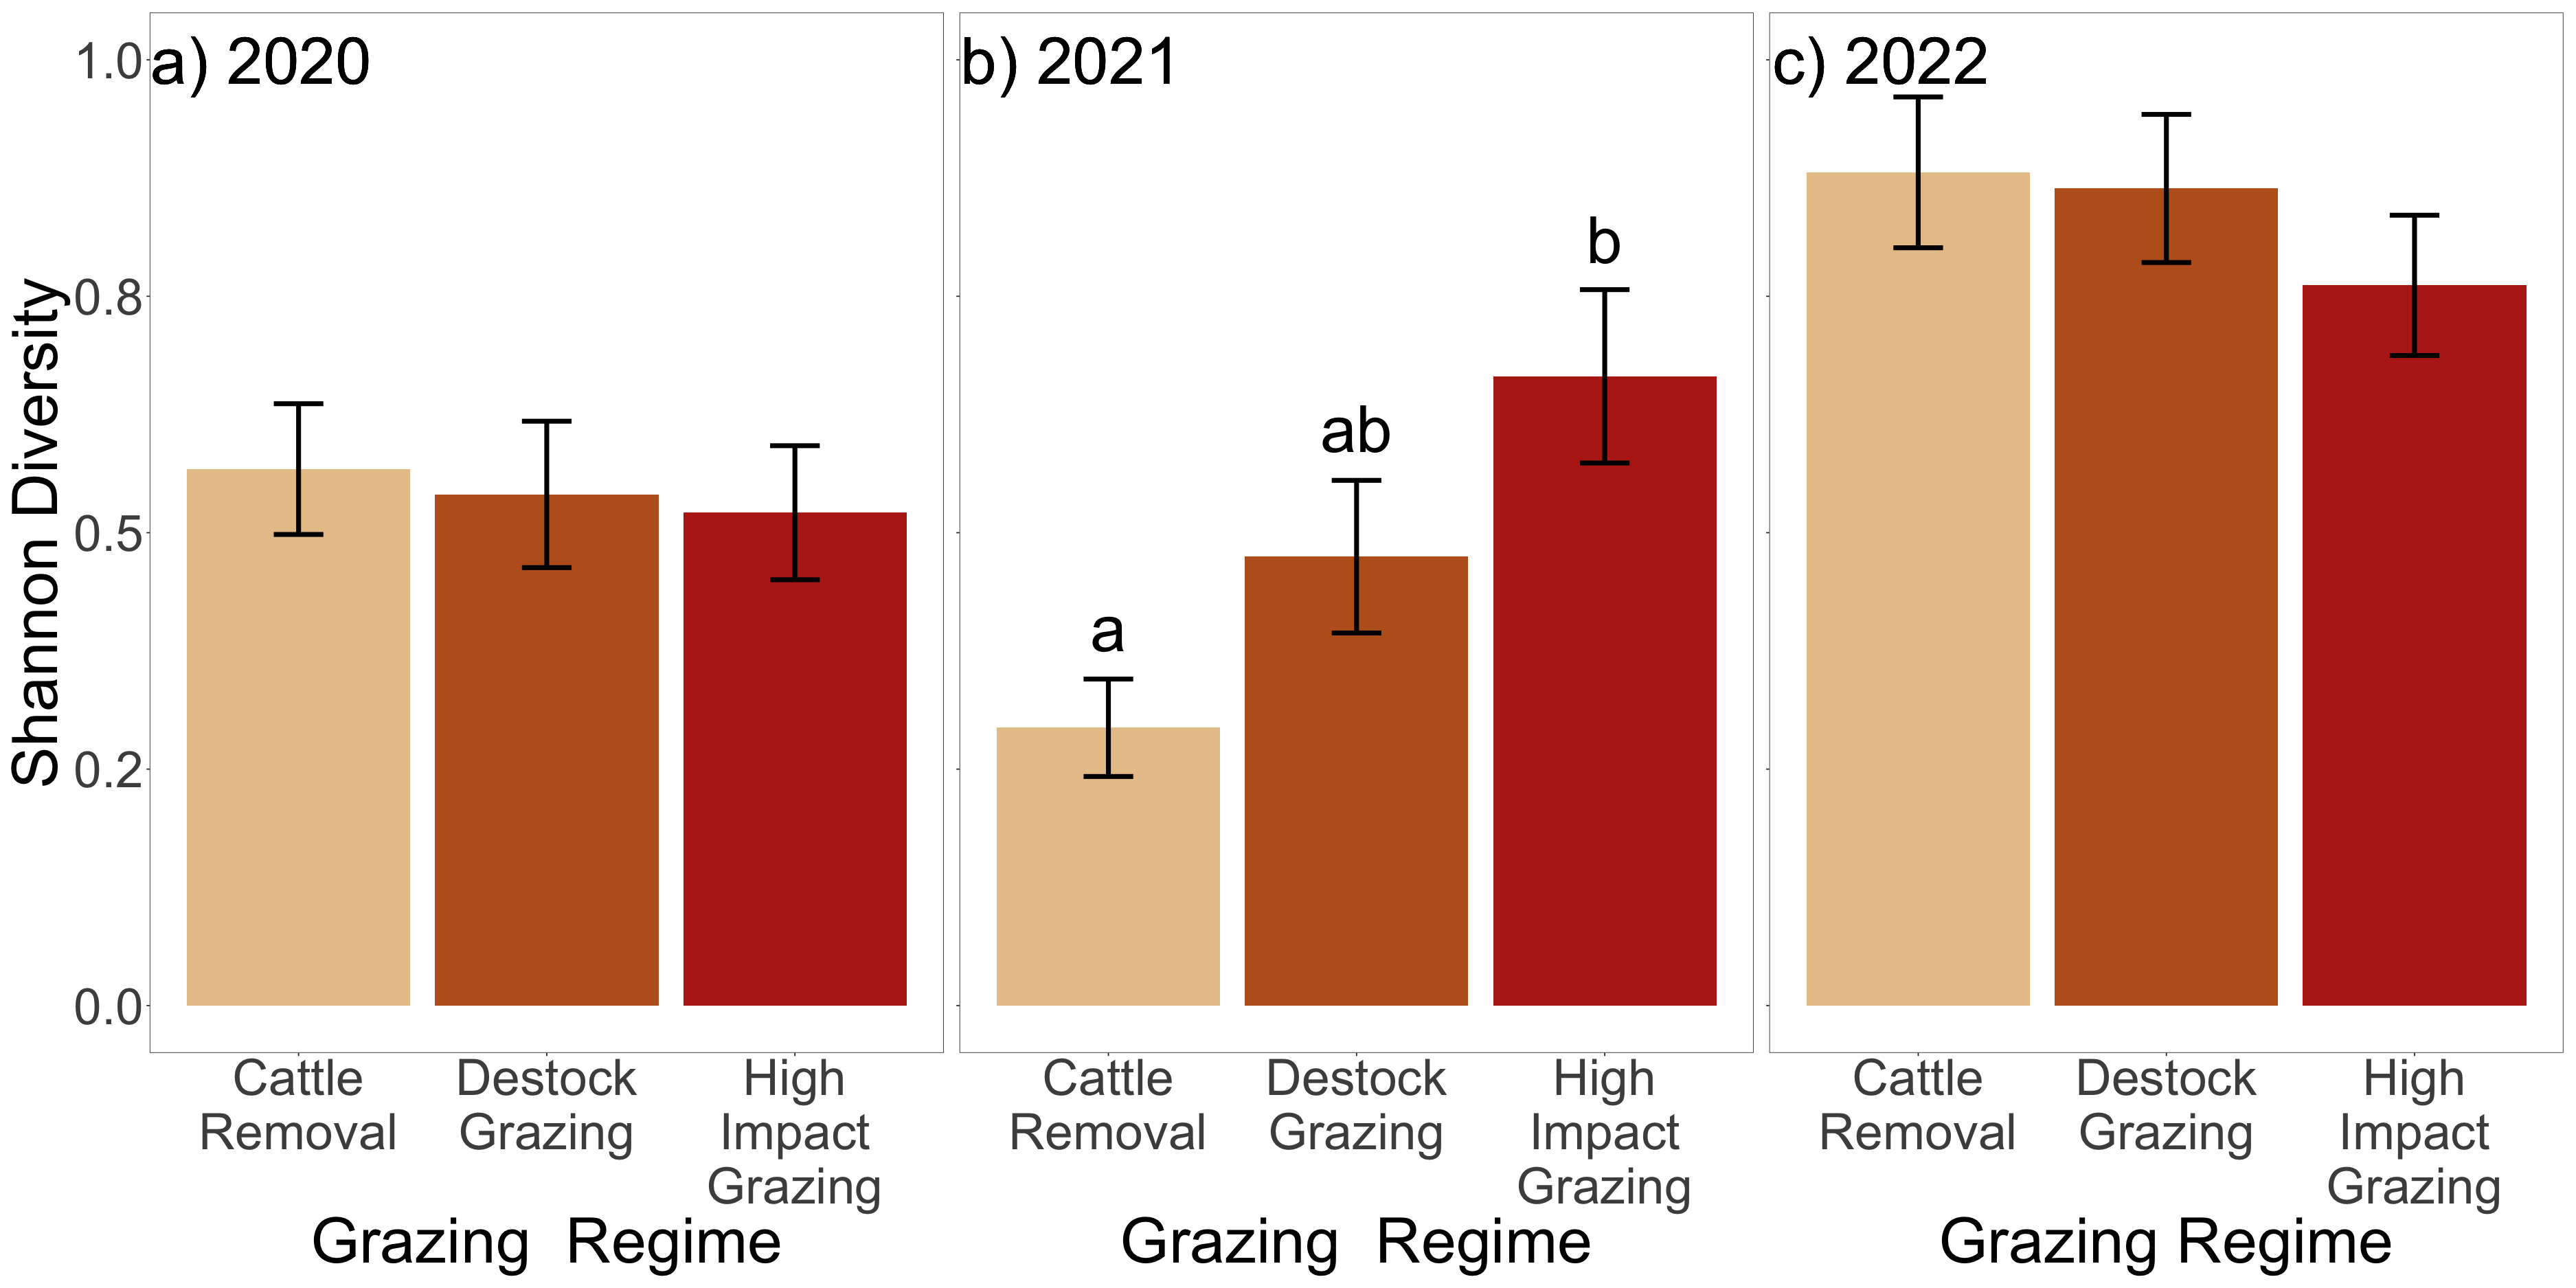 Shannon Diversity
1.0
0.8
0.5
0.2
0.0
a) 2020
Cattle
Removal
Destock
Grazing
High
Impact
Grazing
Grazing  Regime
b) 2021
a
ab
b
Cattle
Removal
Destock
Grazing
High
Impact
Grazing
Grazing  Regime
c) 2022
Cattle
Removal
Destock
Grazing
High
Impact
Grazing
Grazing Regime